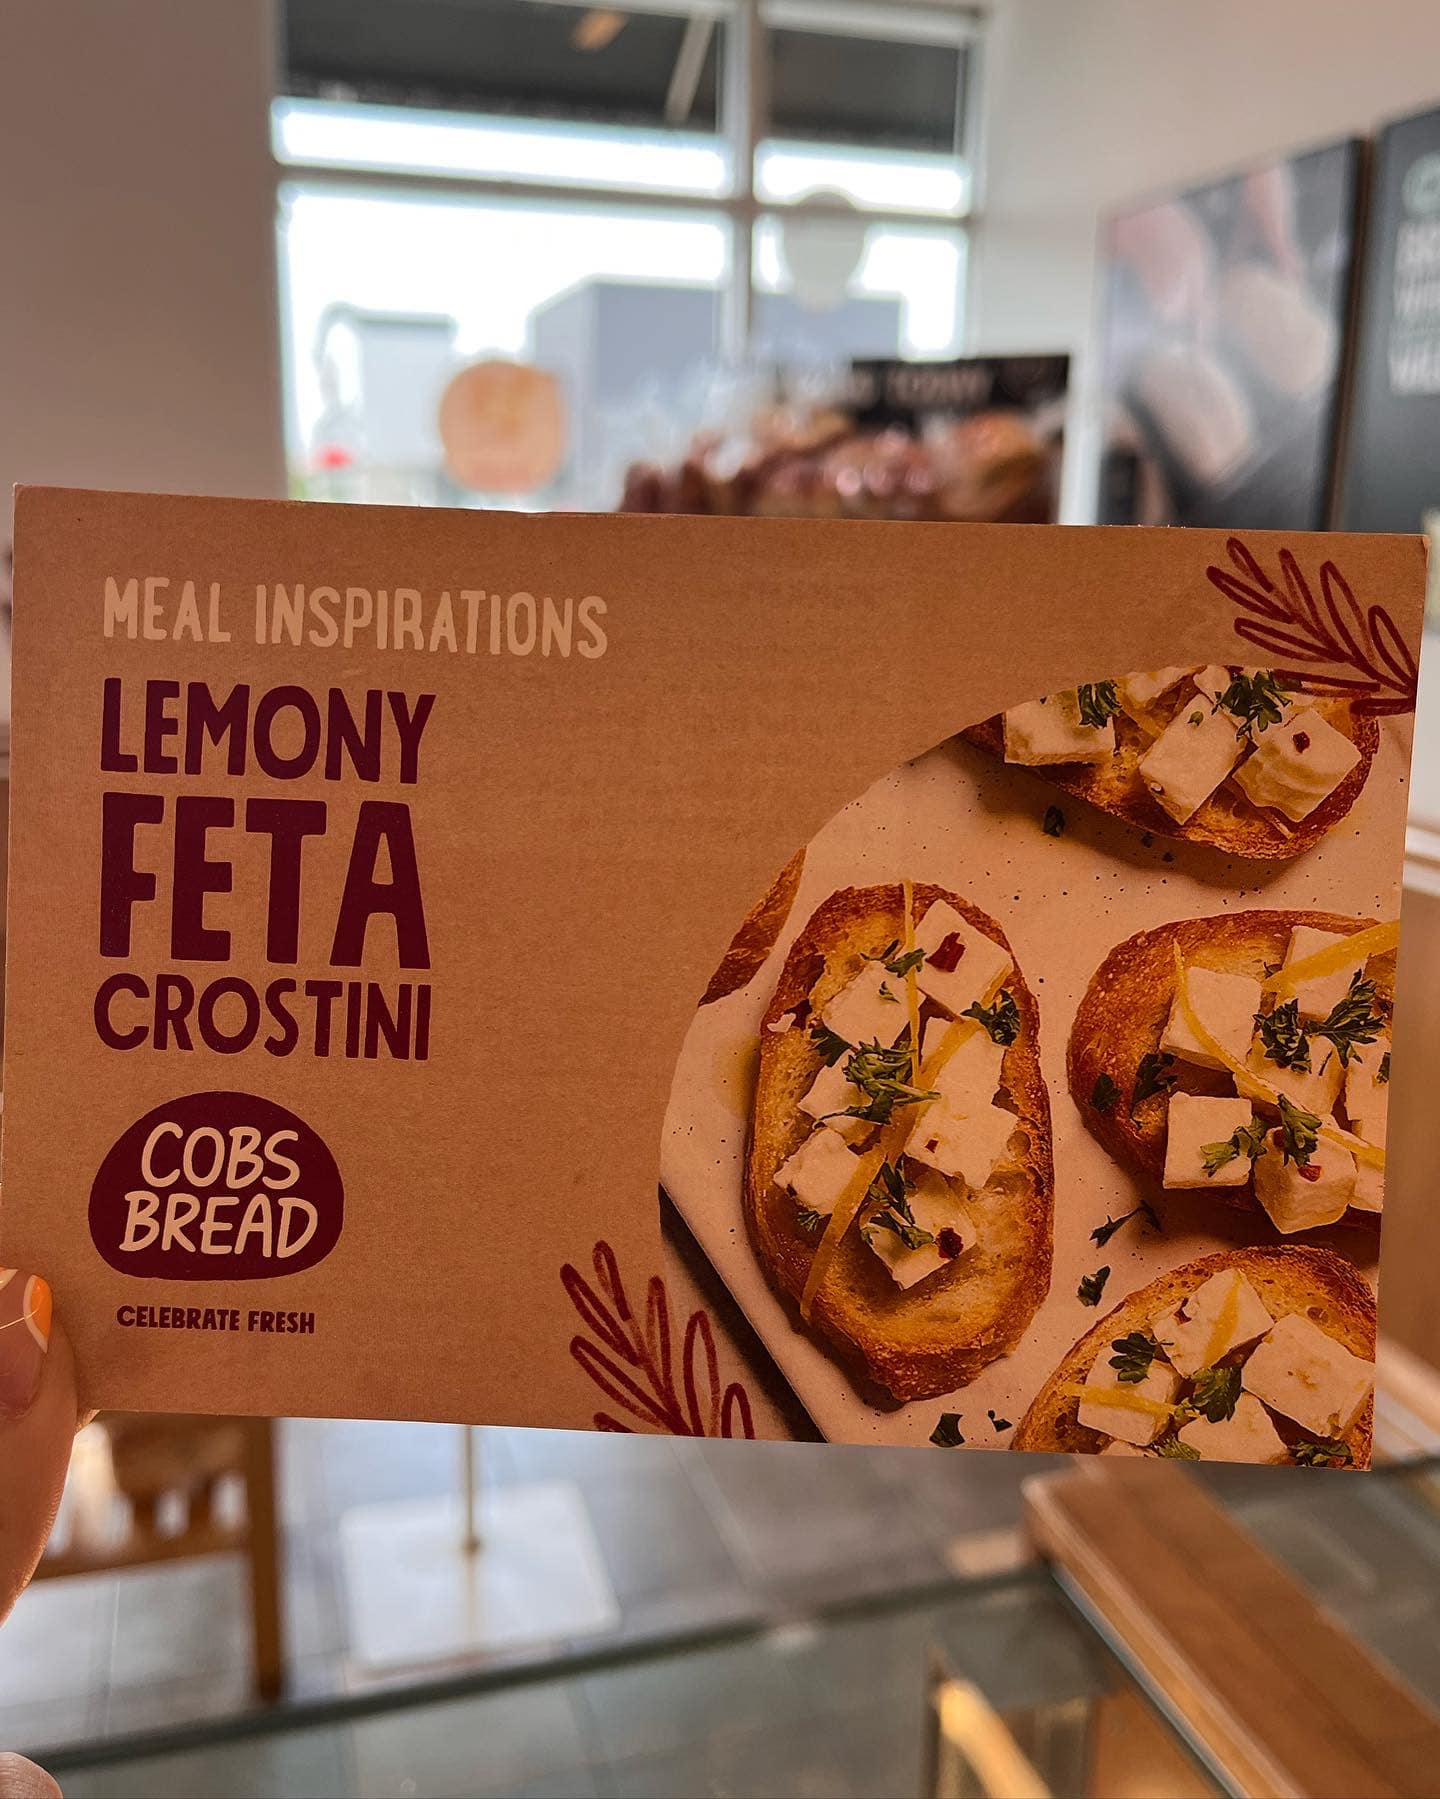 MEAL INSPIRATIONS
LEMONY
FETA
CROSTINI
COBS
BREAD
CELEBRATE FRESH